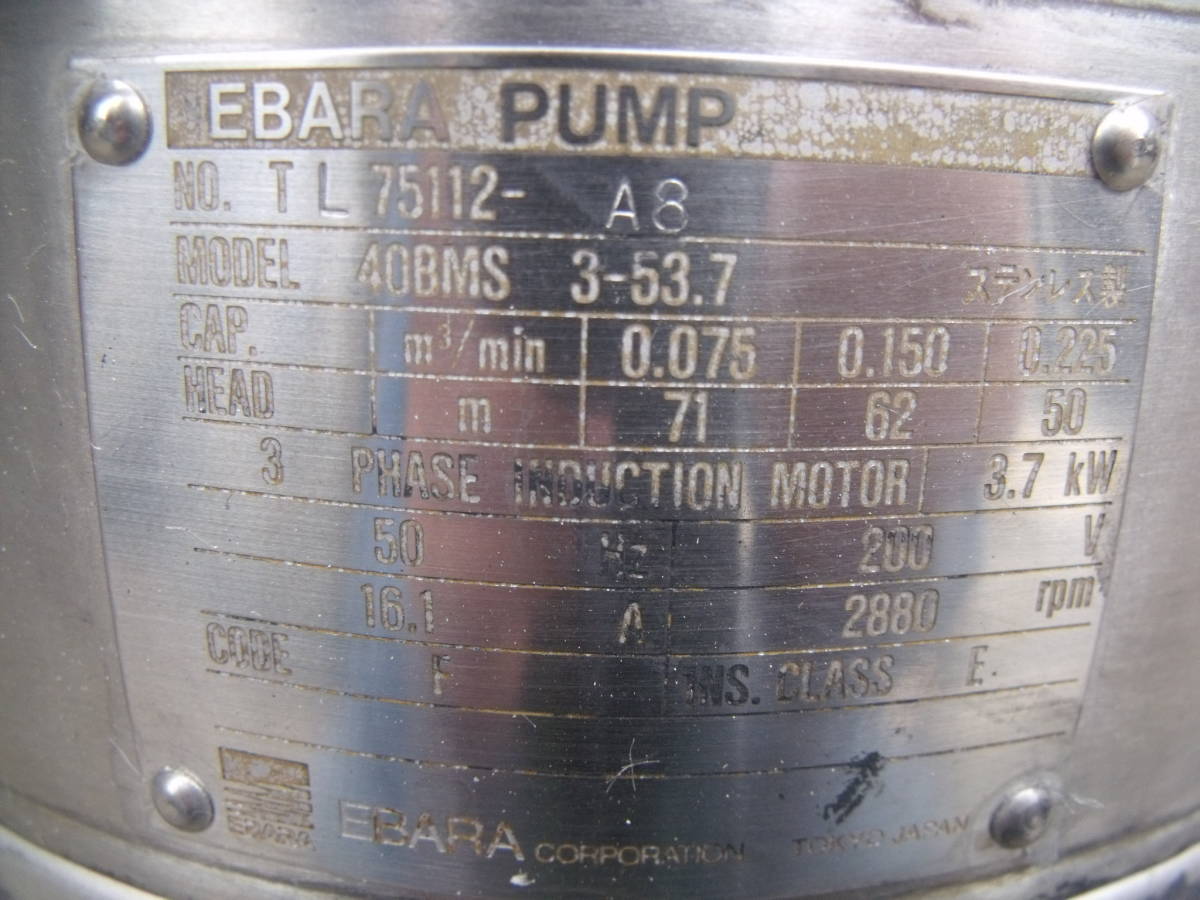 EBARA PUMP
NO. TL 75112- A8
MODEL 40BMS 3-53.7 ステンレス製
CAP. m³/min 0.075 0.150 0.225
HEAD m 71 62 50
3 PHASE INDUCTION MOTOR 3.7 kW
50 Hz 200 V
16.1 A 2880 rpm
CODE F INS. CLASS E.
EBARA
EBARA CORPORATION TOKYO JAPAN